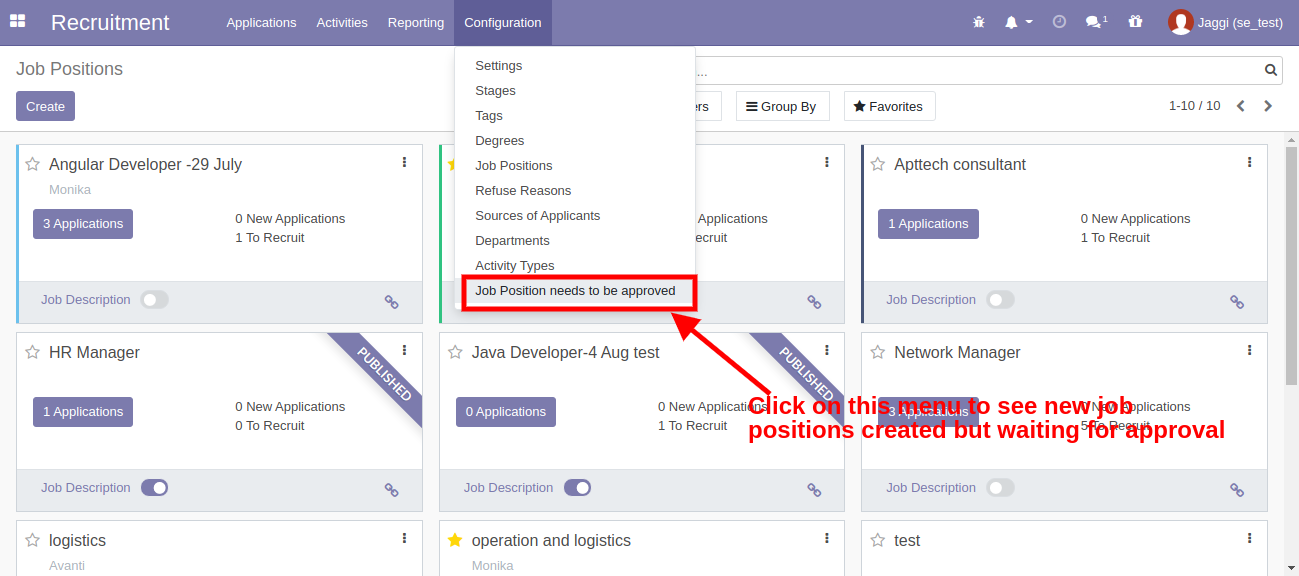 Recruitment
Applications
Activities
Reporting
Configuration
1
Jaggi (se_test)
Job Positions
...
Create
ers
Group By
Favorites
1-10 / 10
Settings
Stages
Tags
Degrees
Job Positions
Refuse Reasons
Sources of Applicants
Departments
Activity Types
Job Position needs to be approved
Angular Developer -29 July
Monika
3 Applications
0 New Applications
1 To Recruit
Job Description
Applications
ecruit
Apttech consultant
1 Applications
0 New Applications
1 To Recruit
Job Description
HR Manager
PUBLISHED
1 Applications
0 New Applications
0 To Recruit
Job Description
Java Developer-4 Aug test
PUBLISHED
0 Applications
0 New Applications
1 To Recruit
Job Description
Network Manager
3 Applications
0 New Applications
5 To Recruit
Job Description
Click on this menu to see new job
positions created but waiting for approval
logistics
Avanti
operation and logistics
Monika
test